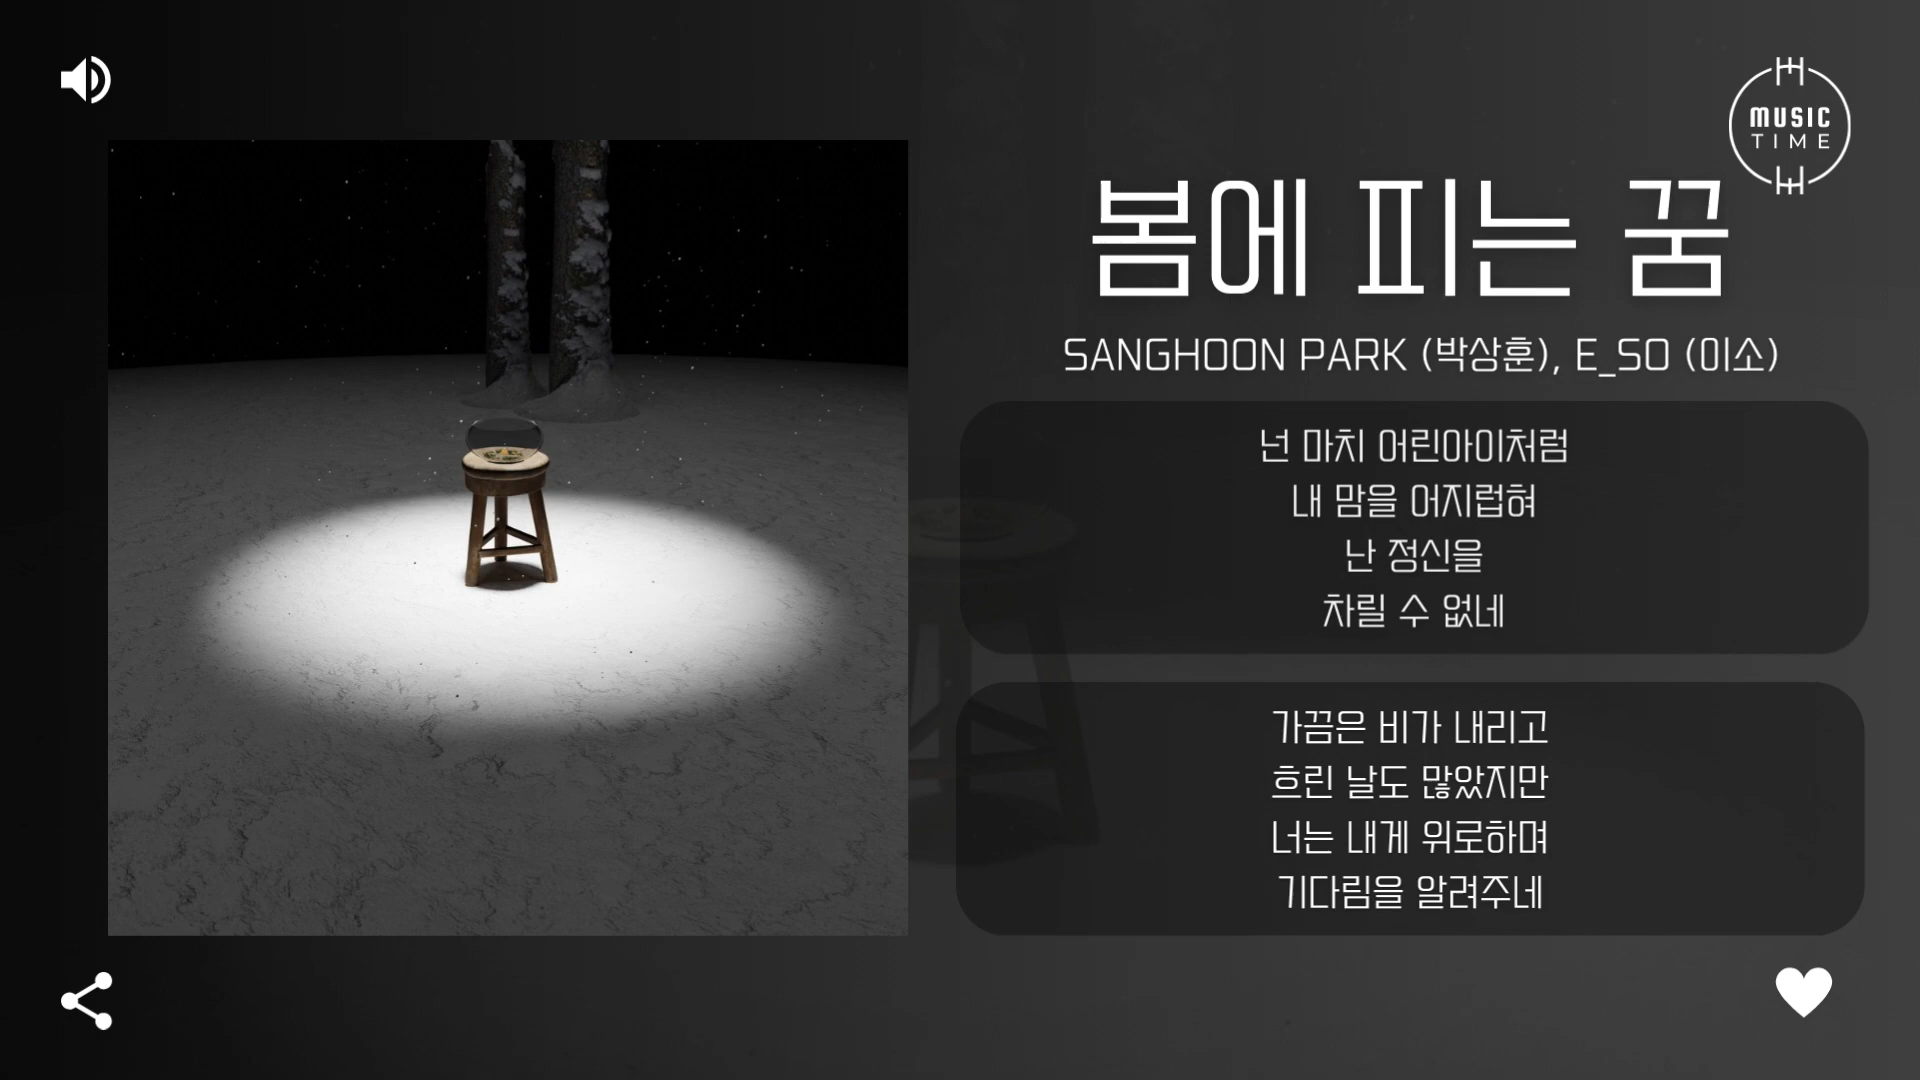 MUSIC
TIME
봄에 피는 꿈
SANGHOON PARK (박상훈), E_SO (이소)
넌 마치 어린아이처럼
내 맘을 어지럽혀
난 정신을
차릴 수 없네
가끔은 비가 내리고
흐린 날도 많았지만
너는 내게 위로하며
기다림을 알려주네